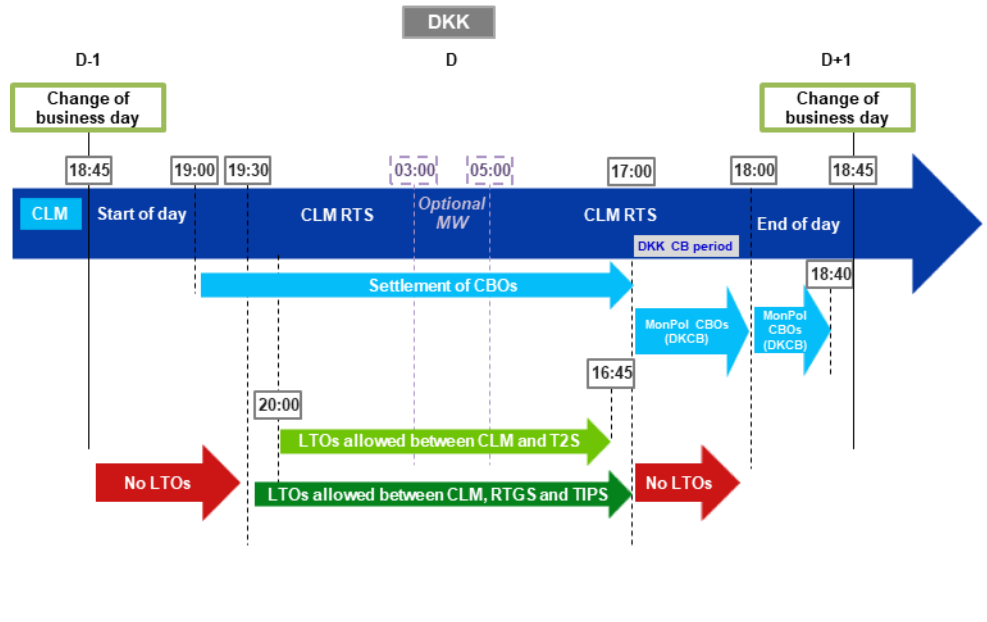 DKK
D-1
D
D+1
Change of
business day
Change of
business day
18:45
19:00
19:30
03:00
05:00
17:00
18:00
18:45
CLM
Start of day
CLM RTS
Optional
MW
CLM RTS
End of day
DKK CB period
18:40
Settlement of CBOs
MonPol CBOs
(DKCB)
MonPol
CBOs
(DKCB)
16:45
20:00
LTOs allowed between CLM and T2S
No LTOs
LTOs allowed between CLM, RTGS and TIPS
No LTOs